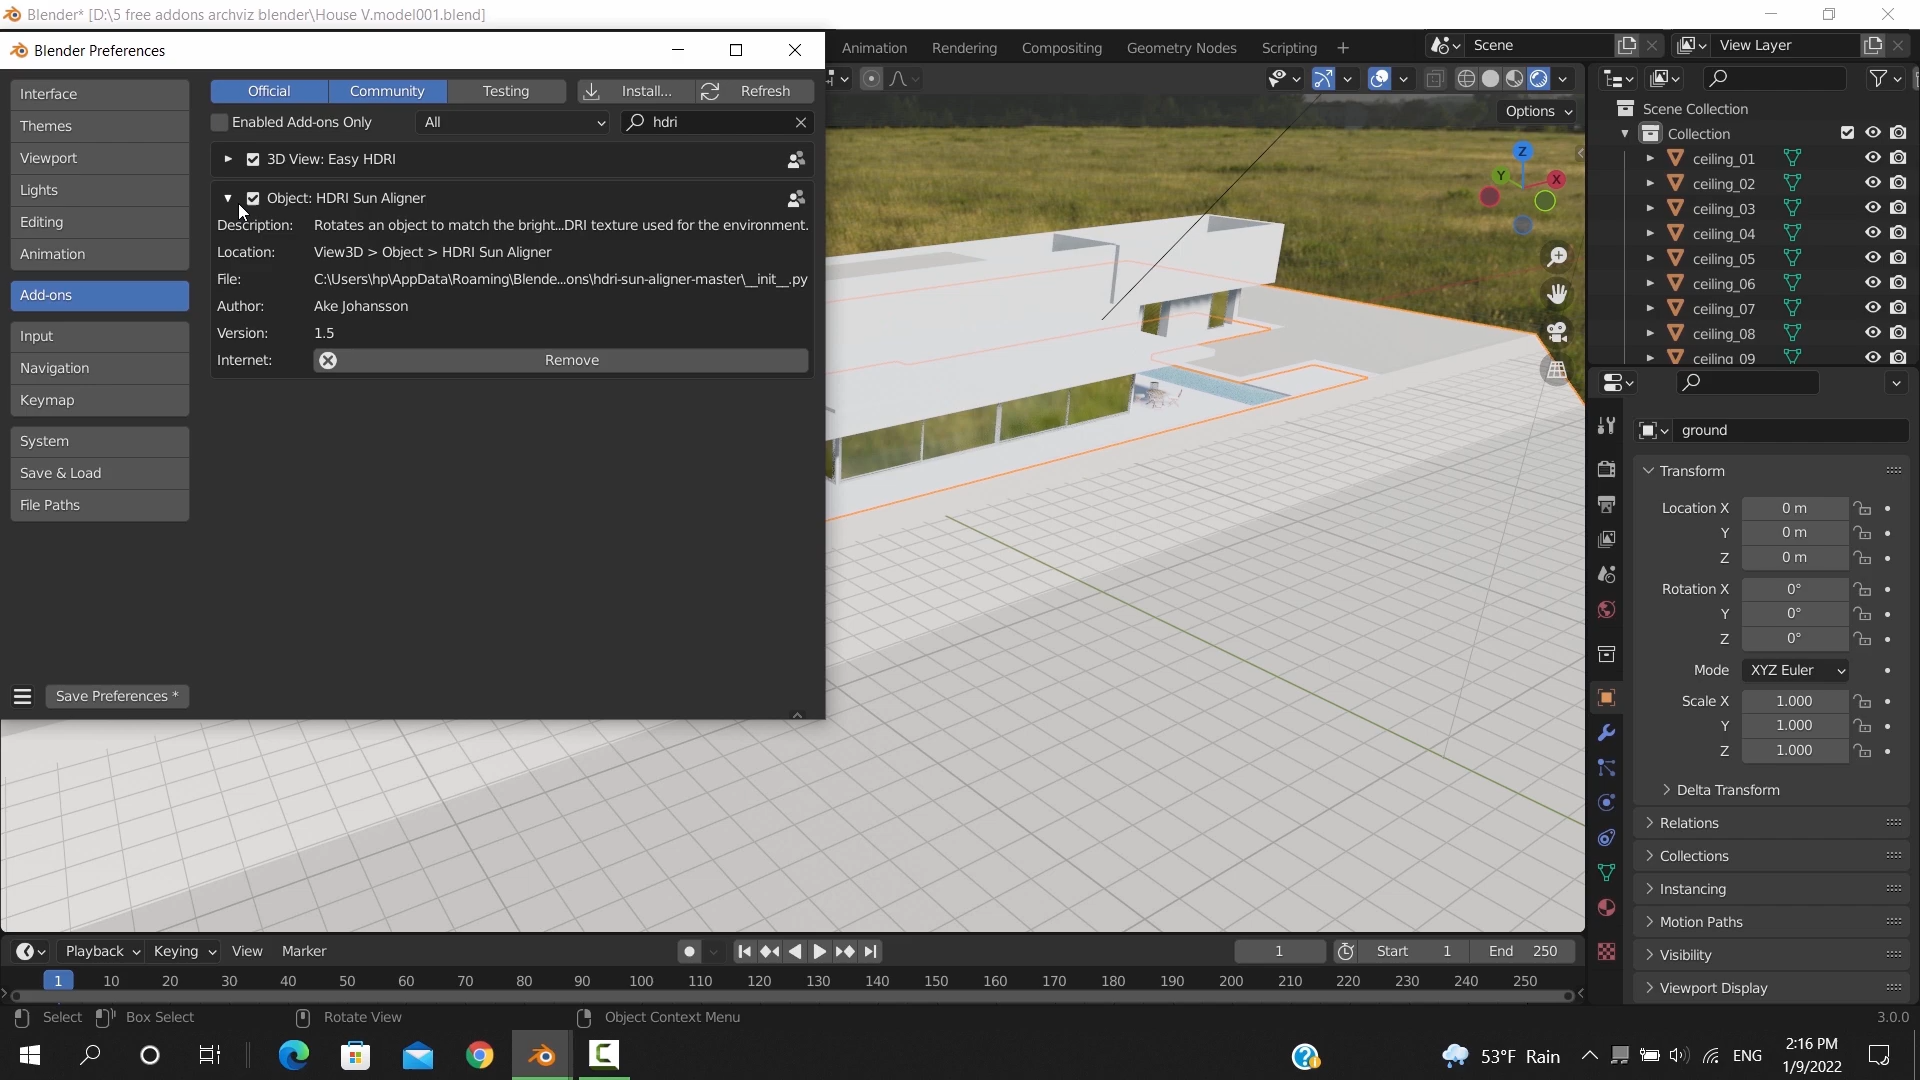 Blender* [D:\5 free addons archviz blender\House V.model001.blend]
Blender Preferences
Animation Rendering Compositing Geometry Nodes Scripting +
Scene
View Layer
Interface
Themes
Viewport
Lights
Editing
Animation
Add-ons
Input
Navigation
Keymap
System
Save & Load
File Paths
Save Preferences *
Official Community Testing Install... Refresh
Enabled Add-ons Only All hdri
3D View: Easy HDRI
Object: HDRI Sun Aligner
Description: Rotates an object to match the bright...DRI texture used for the environment.
Location: View3D > Object > HDRI Sun Aligner
File: C:\Users\hp\AppData\Roaming\Blende...ons\hdri-sun-aligner-master\__init__.py
Author: Ake Johansson
Version: 1.5
Internet: Remove
Options
Z
Y
X
Scene Collection
Collection
ceiling_01
ceiling_02
ceiling_03
ceiling_04
ceiling_05
ceiling_06
ceiling_07
ceiling_08
ceiling_09
ground
Transform
Location X 0 m
Y 0 m
Z 0 m
Rotation X 0°
Y 0°
Z 0°
Mode XYZ Euler
Scale X 1.000
Y 1.000
Z 1.000
Delta Transform
Relations
Collections
Instancing
Motion Paths
Visibility
Viewport Display
Playback Keying View Marker
1 Start 1 End 250
1 10 20 30 40 50 60 70 80 90 100 110 120 130 140 150 160 170 180 190 200 210 220 230 240 250
Select Box Select Rotate View Object Context Menu 3.0.0
53°F Rain ENG
2:16 PM
1/9/2022